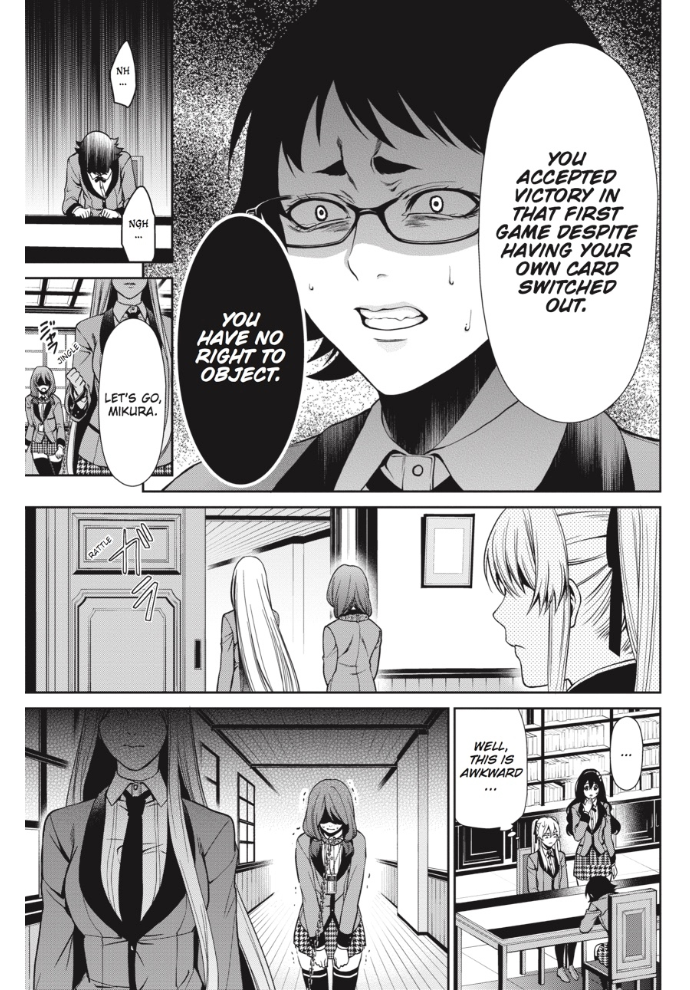 YOU
ACCEPTED
VICTORY IN
THAT FIRST
GAME DESPITE
HAVING YOUR
OWN CARD
SWITCHED
OUT.
YOU
HAVE NO
RIGHT TO
OBJECT.
NH
...
NGH
...
LET'S GO,
MIKURA.
JINGLE
RATTLE
ガ
...
WELL,
THIS IS
AWKWARD
...